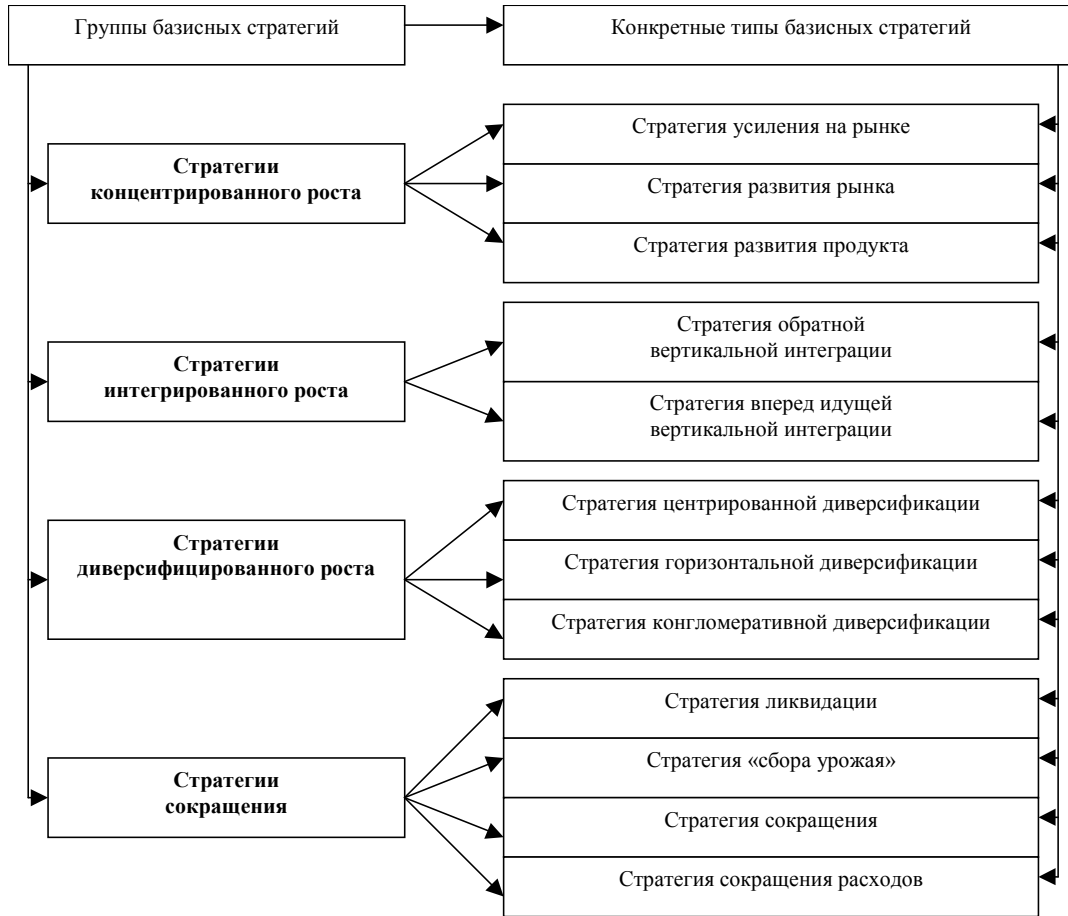 Группы базисных стратегий
Конкретные типы базисных стратегий
Стратегии
концентрированного роста
Стратегия усиления на рынке
Стратегия развития рынка
Стратегия развития продукта
Стратегии
интегрированного роста
Стратегия обратной
вертикальной интеграции
Стратегия вперед идущей
вертикальной интеграции
Стратегии
диверсифицированного роста
Стратегия центрированной диверсификации
Стратегия горизонтальной диверсификации
Стратегия конгломеративной диверсификации
Стратегии
сокращения
Стратегия ликвидации
Стратегия «сбора урожая»
Стратегия сокращения
Стратегия сокращения расходов